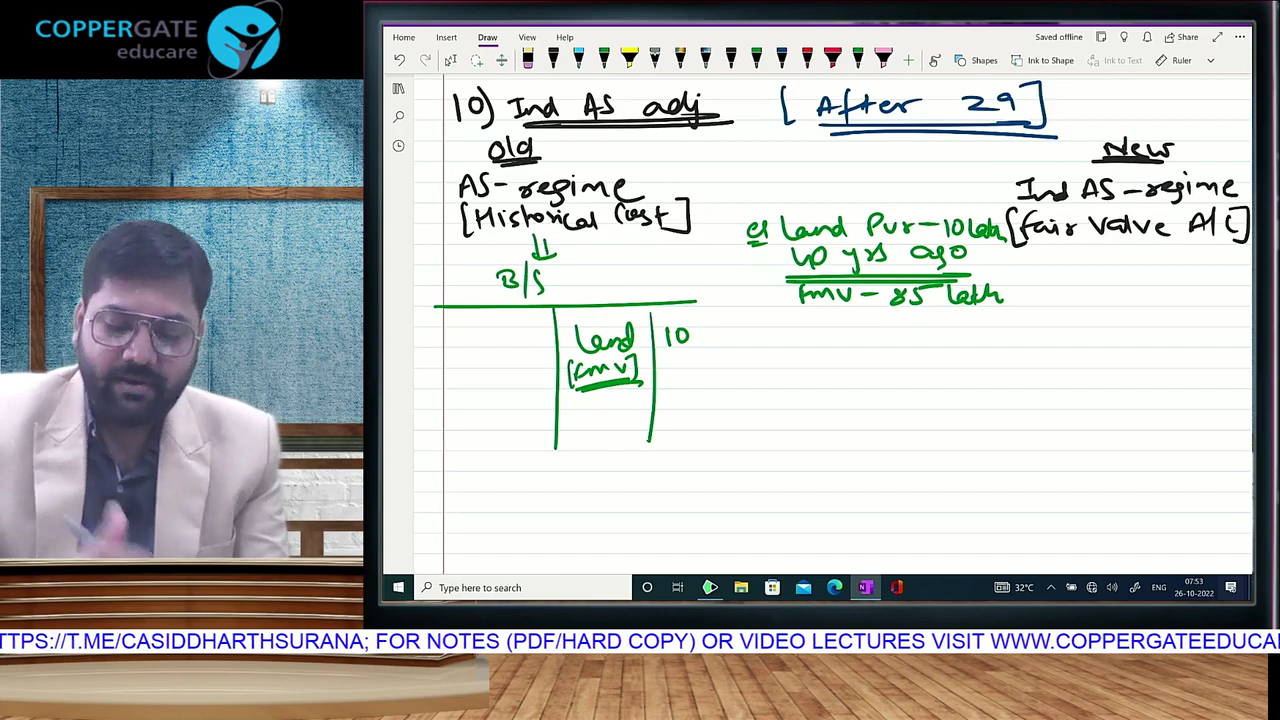 COPPERGATE
educare
Home Insert Draw View Help
Saved offline
Share
Shapes
Ink to Shape
Ink to Text
Ruler
10) Ind AS adj [After 29]
Old
AS-regime
[Historical Cost]
B/S
Land
[FMV]
10
eg Land Pur - 10 Lakh
40 yrs ago
FMV - 85 Lakh
New
Ind AS-regime
[Fair Value A/C]
Type here to search
32°C
ENG
07:53
26-10-2022
TTPS://T.ME/CASIDDHARTHSURANA; FOR NOTES (PDF/HARD COPY) OR VIDEO LECTURES VISIT WWW.COPPERGATEEDUCA